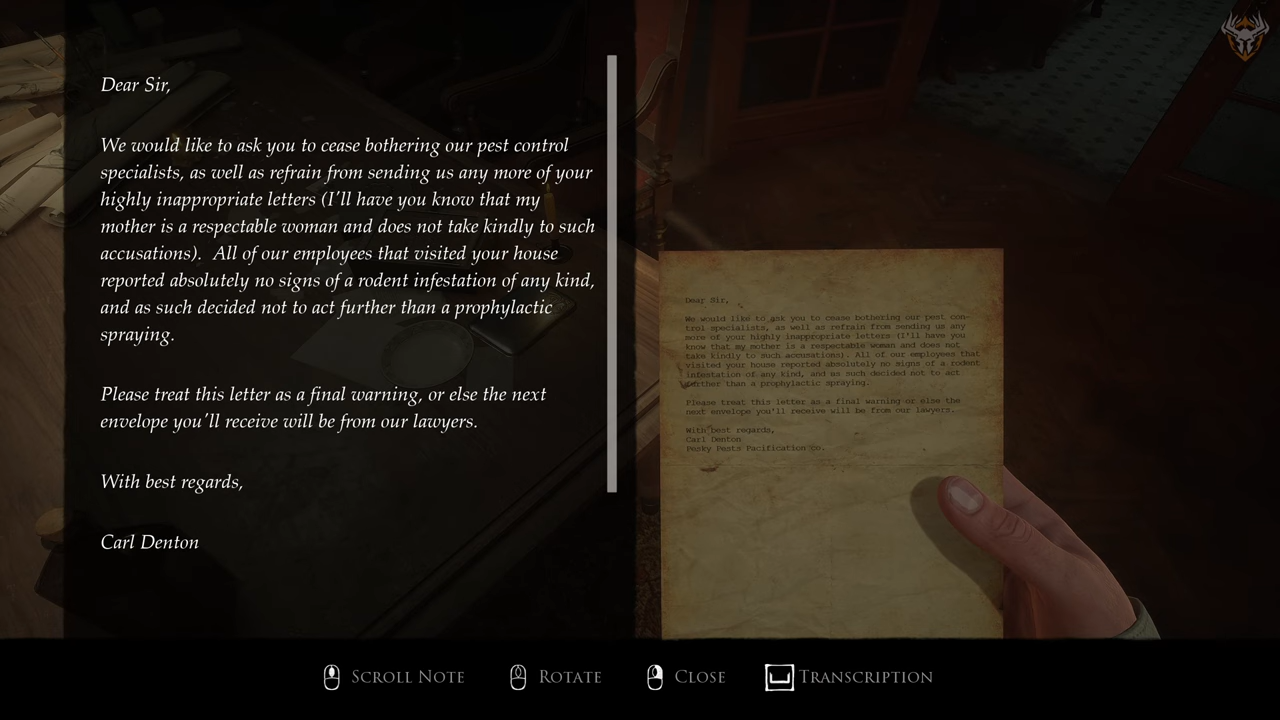 Dear Sir,
We would like to ask you to cease bothering our pest control
specialists, as well as refrain from sending us any more of your
highly inappropriate letters (I'll have you know that my
mother is a respectable woman and does not take kindly to such
accusations).  All of our employees that visited your house
reported absolutely no signs of a rodent infestation of any kind,
and as such decided not to act further than a prophylactic
spraying.
Please treat this letter as a final warning, or else the next
envelope you'll receive will be from our lawyers.
With best regards,
Carl Denton
Dear Sir,
We would like to ask you to cease bothering our pest con-
trol specialists, as well as refrain from sending us any
more of your highly inappropriate letters (I'll have you
know that my mother is a respectable woman and does not
take kindly to such accusations). All of our employees that
visited your house reported absolutely no signs of a rodent
infestation of any kind, and as such decided not to act
further than a prophylactic spraying.
Please treat this letter as a final warning or else the
next envelope you'll receive will be from our lawyers.
With best regards,
Carl Denton
Pesky Pests Pacification co.
SCROLL NOTE
ROTATE
CLOSE
TRANSCRIPTION